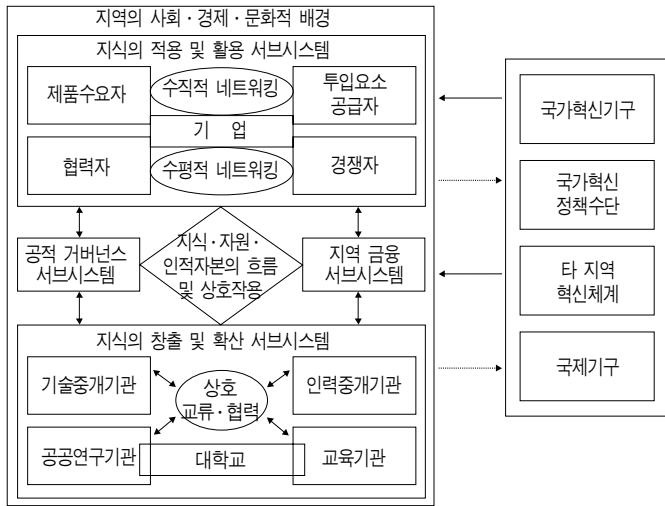 지역의 사회·경제·문화적 배경
지식의 적용 및 활용 서브시스템
제품수요자
수직적 네트워킹
투입요소
공급자
기 업
협력자
수평적 네트워킹
경쟁자
공적 거버넌스
서브시스템
지식·자원·
인적자본의 흐름
및 상호작용
지역 금융
서브시스템
지식의 창출 및 확산 서브시스템
기술중개기관
상호
교류·협력
인력중개기관
공공연구기관
대학교
교육기관
국가혁신기구
국가혁신
정책수단
타 지역
혁신체계
국제기구